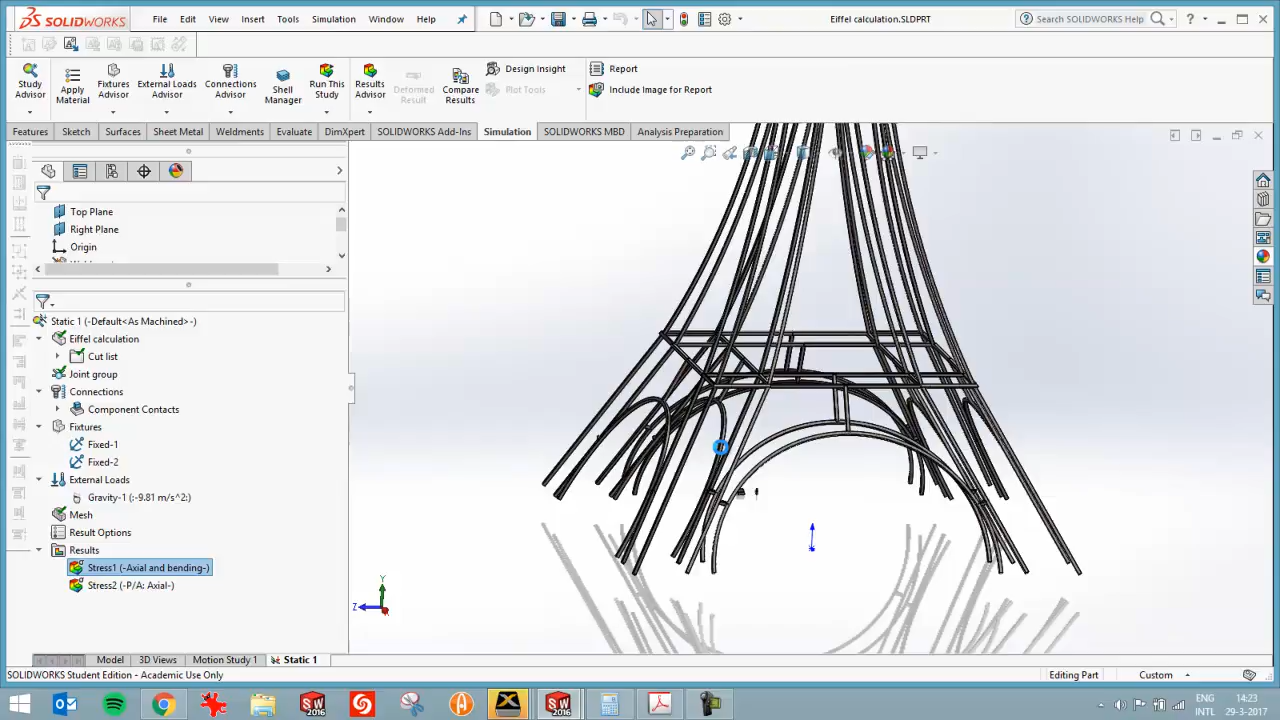 SOLIDWORKS File Edit View Insert Tools Simulation Window Help Eiffel calculation.SLDPRT Search SOLIDWORKS Help ?
Study Advisor
Apply Material
Fixtures Advisor
External Loads Advisor
Connections Advisor
Shell Manager
Run This Study
Results Advisor
Deformed Result
Compare Results
Design Insight
Plot Tools
Report
Include Image for Report
Features Sketch Surfaces Sheet Metal Weldments Evaluate DimXpert SOLIDWORKS Add-Ins Simulation SOLIDWORKS MBD Analysis Preparation
Top Plane
Right Plane
Origin
Static 1 (-Default<As Machined>-)
Eiffel calculation
Cut list
Joint group
Connections
Component Contacts
Fixtures
Fixed-1
Fixed-2
External Loads
Gravity-1 (:-9.81 m/s^2:)
Mesh
Result Options
Results
Stress1 (-Axial and bending-)
Stress2 (-P/A: Axial-)
Y
Z
Model 3D Views Motion Study 1 Static 1
SOLIDWORKS Student Edition - Academic Use Only Editing Part Custom
SW 2016
SW 2016
ENG 14:23
INTL 29-3-2017